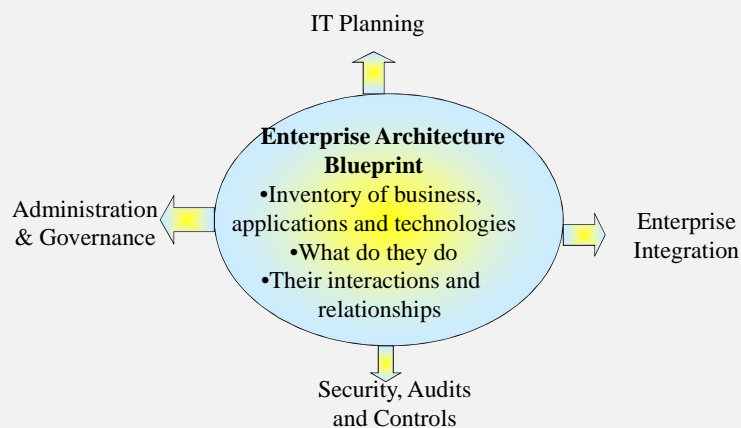 IT Planning
Enterprise Architecture
Blueprint
•Inventory of business,
applications and technologies
•What do they do
•Their interactions and
relationships
Administration
& Governance
Enterprise
Integration
Security, Audits
and Controls